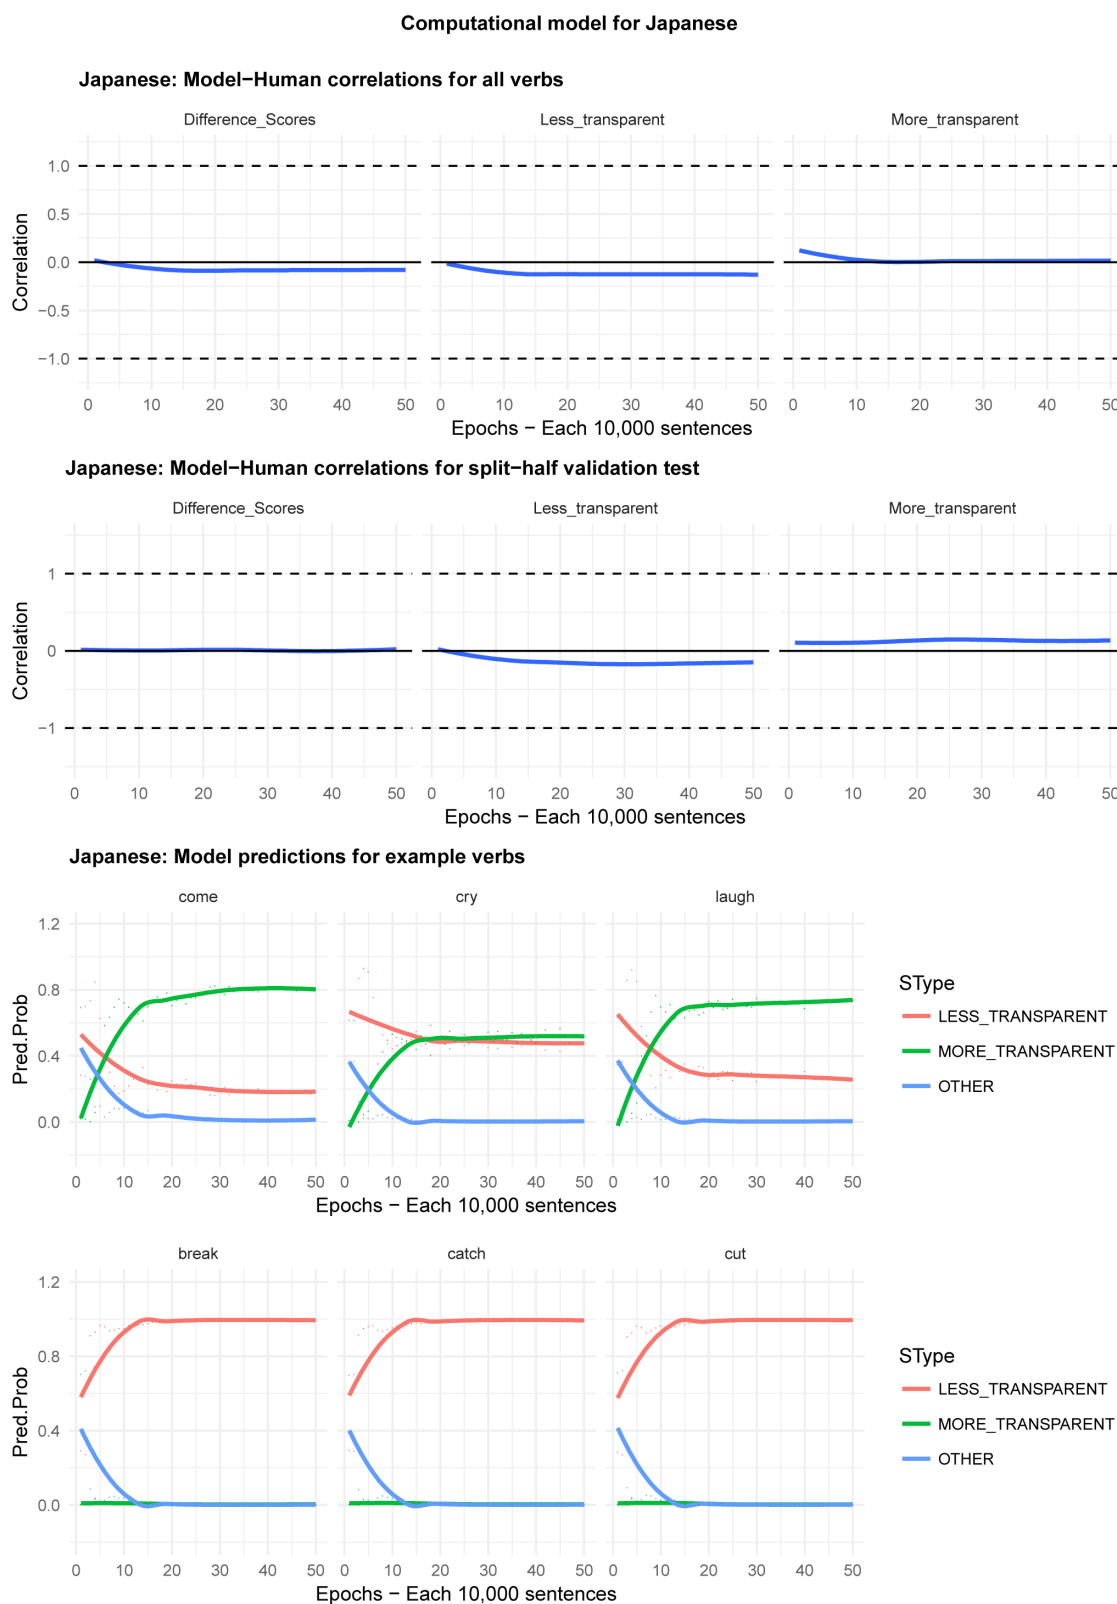 Computational model for Japanese
Japanese: Model−Human correlations for all verbs
Difference_Scores Less_transparent More_transparent
1.0
0.5
0.0
−0.5
−1.0
Correlation
0 10 20 30 40 50 0 10 20 30 40 50 0 10 20 30 40 50
Epochs − Each 10,000 sentences
Japanese: Model−Human correlations for split−half validation test
Difference_Scores Less_transparent More_transparent
1
0
−1
Correlation
0 10 20 30 40 50 0 10 20 30 40 50 0 10 20 30 40 50
Epochs − Each 10,000 sentences
Japanese: Model predictions for example verbs
come cry laugh
1.2
0.8
0.4
0.0
Pred.Prob
0 10 20 30 40 50 0 10 20 30 40 50 0 10 20 30 40 50
Epochs − Each 10,000 sentences
SType
LESS_TRANSPARENT
MORE_TRANSPARENT
OTHER
break catch cut
1.2
0.8
0.4
0.0
Pred.Prob
0 10 20 30 40 50 0 10 20 30 40 50 0 10 20 30 40 50
Epochs − Each 10,000 sentences
SType
LESS_TRANSPARENT
MORE_TRANSPARENT
OTHER